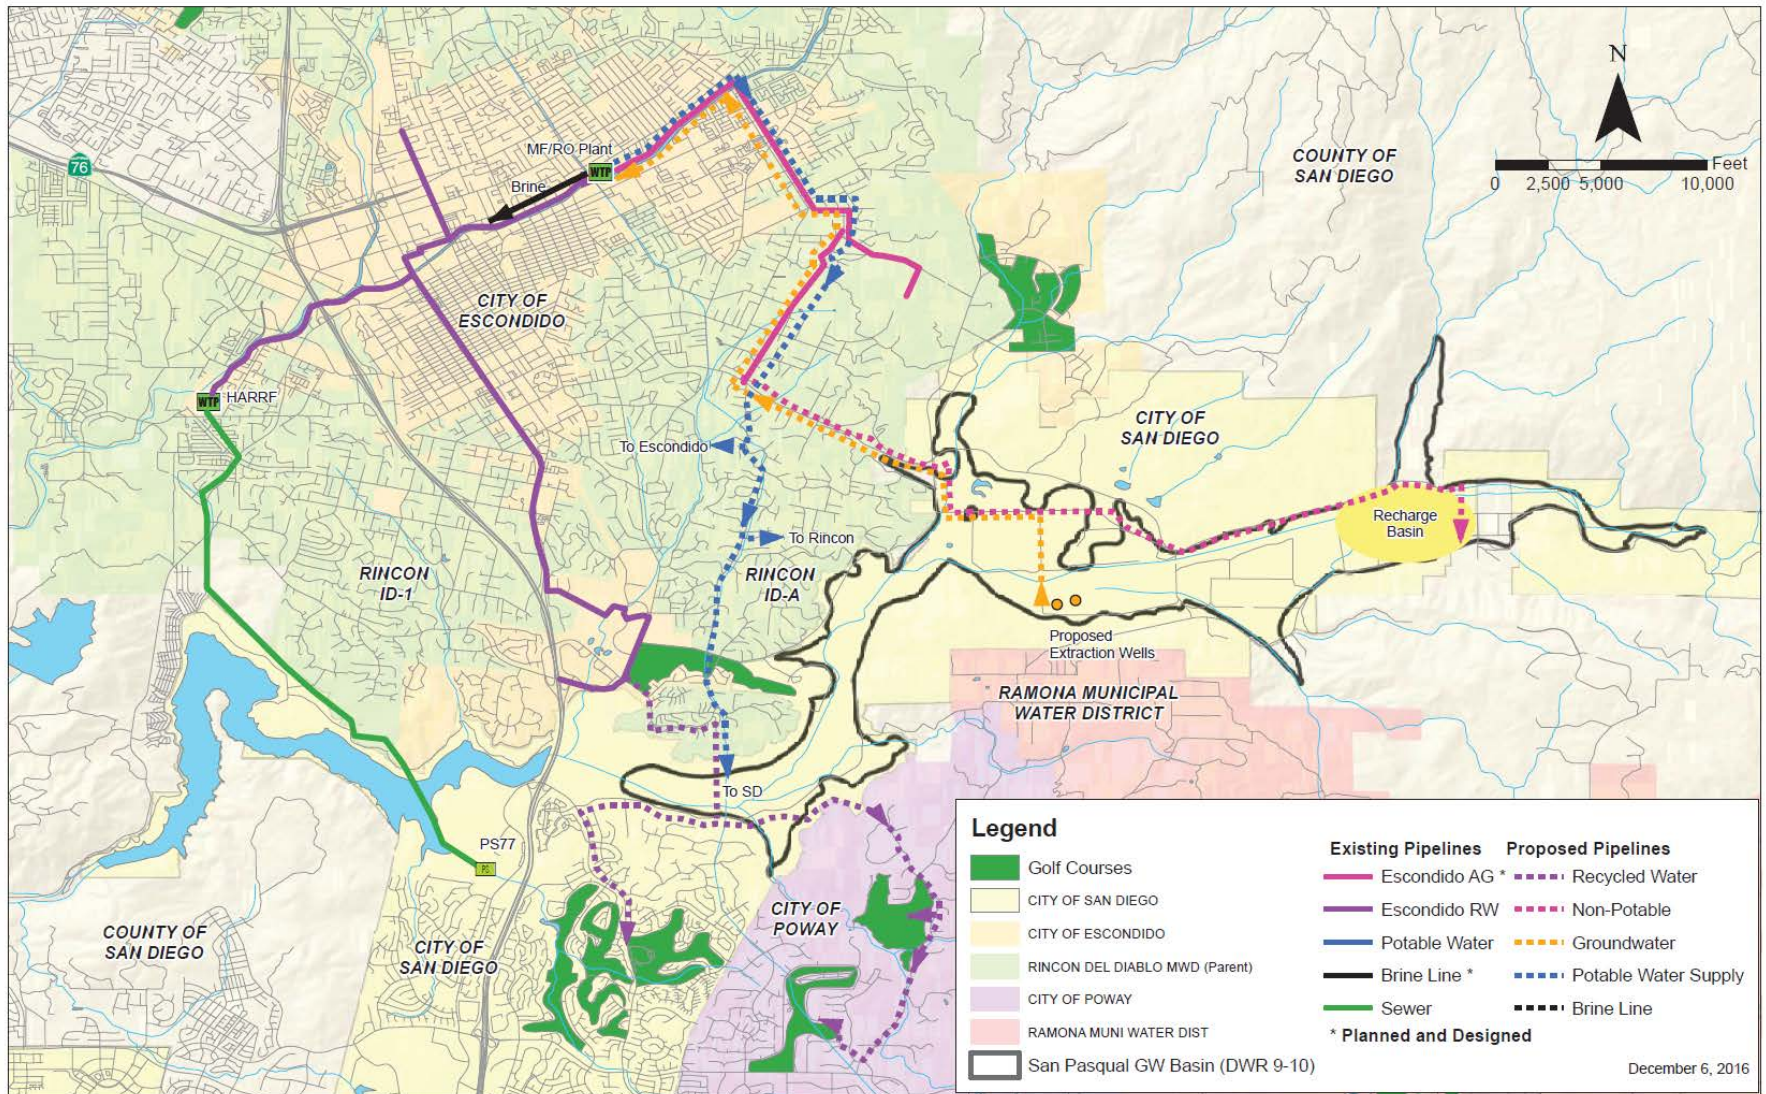 N
Feet
0 2,500 5,000 10,000
COUNTY OF
SAN DIEGO
76
MF/RO Plant
WTP
Brine
CITY OF
ESCONDIDO
WTP HARRF
CITY OF
SAN DIEGO
To Escondido
Recharge
Basin
To Rincon
RINCON
ID-1
RINCON
ID-A
Proposed
Extraction Wells
RAMONA MUNICIPAL
WATER DISTRICT
To SD
PS77
PS
CITY OF
POWAY
COUNTY OF
SAN DIEGO
CITY OF
SAN DIEGO
Legend
Golf Courses
CITY OF SAN DIEGO
CITY OF ESCONDIDO
RINCON DEL DIABLO MWD (Parent)
CITY OF POWAY
RAMONA MUNI WATER DIST
San Pasqual GW Basin (DWR 9-10)
Existing Pipelines
Escondido AG *
Escondido RW
Potable Water
Brine Line *
Sewer
* Planned and Designed
Proposed Pipelines
Recycled Water
Non-Potable
Groundwater
Potable Water Supply
Brine Line
December 6, 2016